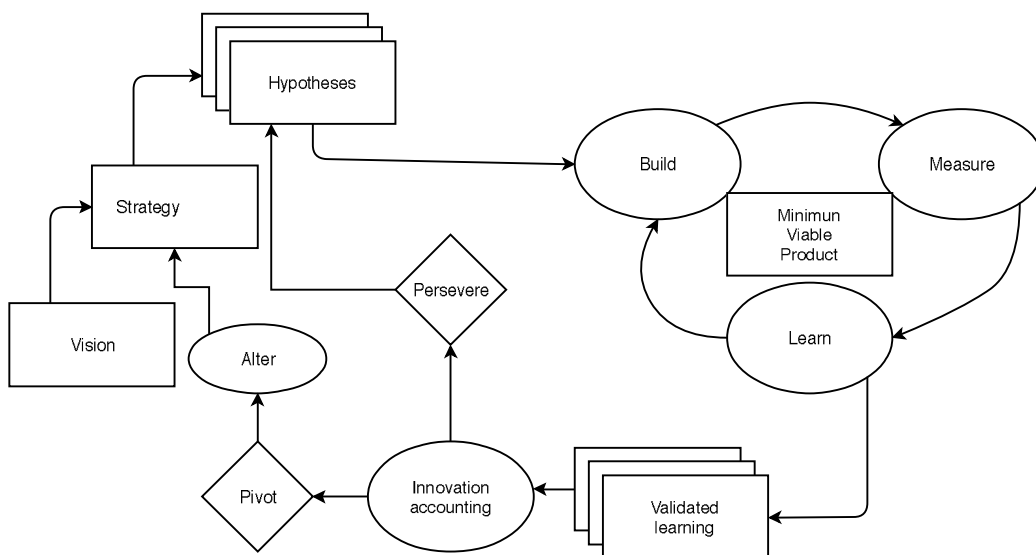 Hypotheses
Build
Measure
Strategy
Minimun
Viable
Product
Persevere
Vision
Alter
Learn
Pivot
Innovation
accounting
Validated
learning